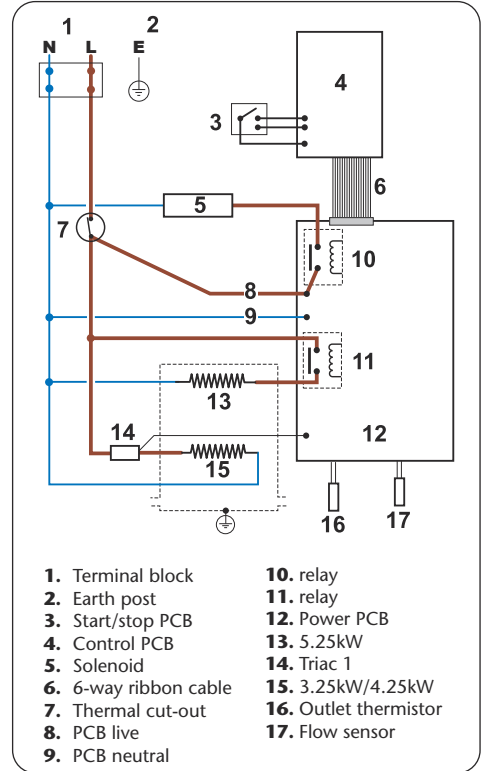 1
2
N L E
4
3
6
5
7
10
8
9
11
13
14
12
15
16
17
1. Terminal block
2. Earth post
3. Start/stop PCB
4. Control PCB
5. Solenoid
6. 6-way ribbon cable
7. Thermal cut-out
8. PCB live
9. PCB neutral
10. relay
11. relay
12. Power PCB
13. 5.25kW
14. Triac 1
15. 3.25kW/4.25kW
16. Outlet thermistor
17. Flow sensor